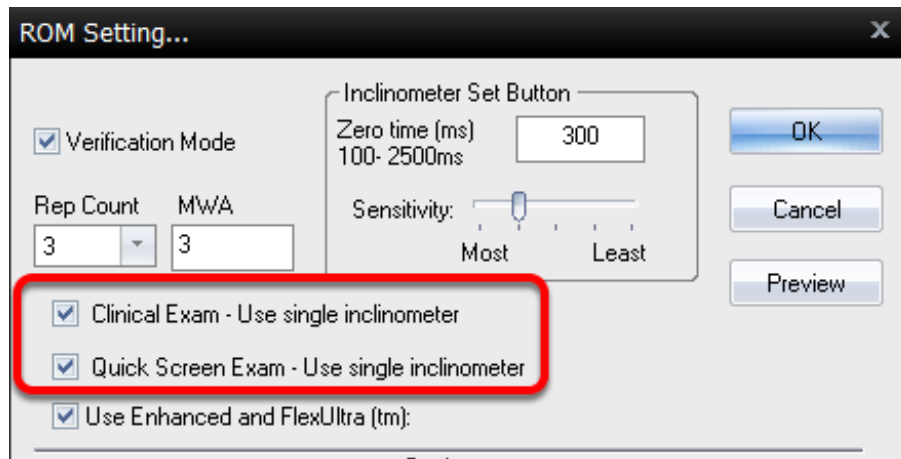 ROM Setting...
x
Inclinometer Set Button
Verification Mode
Zero time (ms)
100- 2500ms
300
OK
Rep Count MWA
3 3
Sensitivity:
Most Least
Cancel
Preview
Clinical Exam - Use single inclinometer
Quick Screen Exam - Use single inclinometer
Use Enhanced and FlexUltra (tm):